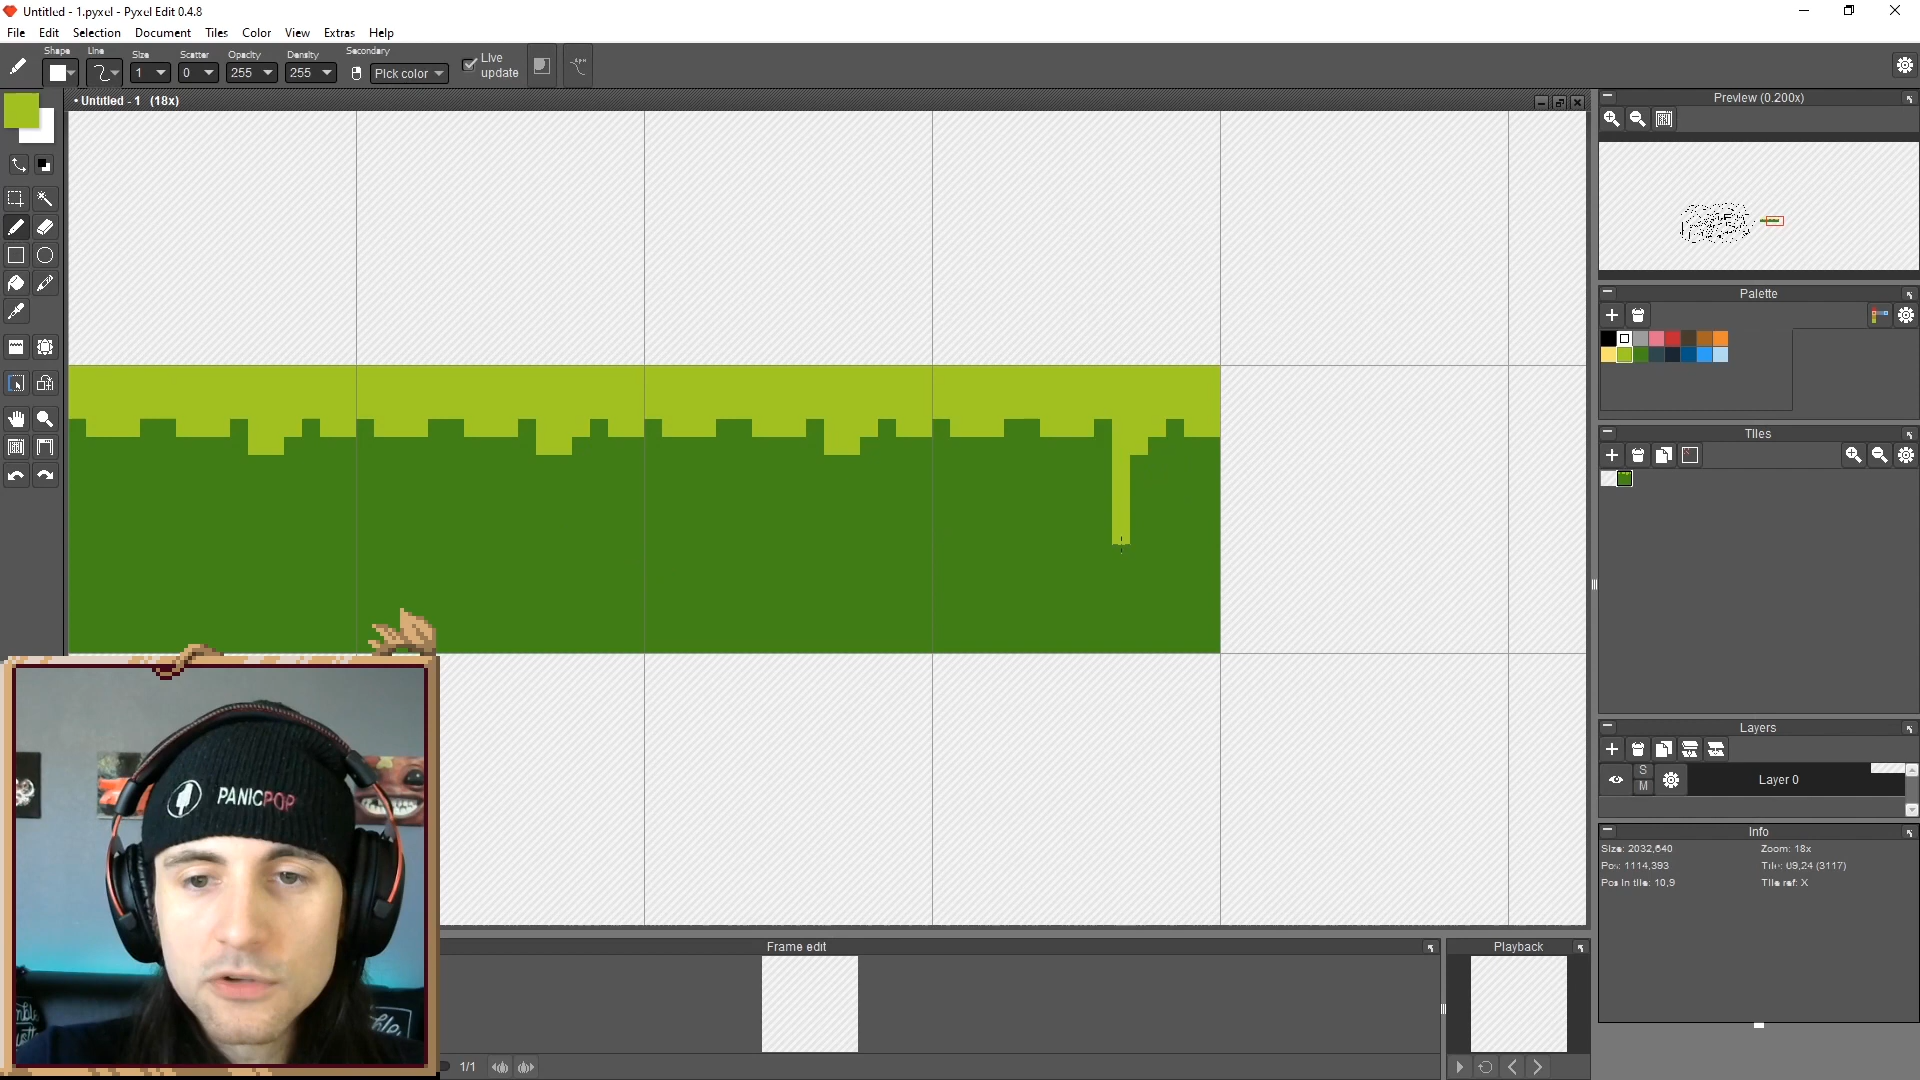 Untitled - 1.pyxel - Pyxel Edit 0.4.8
File Edit Selection Document Tiles Color View Extras Help
Shape Line Size Scatter Opacity Density Secondary
1 0 255 255 Pick color Live update
• Untitled - 1 (18x)
Preview (0.200x)
Palette
Tiles
Layers
S
M
Layer 0
Info
Size: 2032,640 Zoom: 18x
Pos: 1114,393 Tile: 69,24 (3117)
Pos in tile: 10,9 Tile ref: X
PANICPOP
Frame edit
Playback
1/1